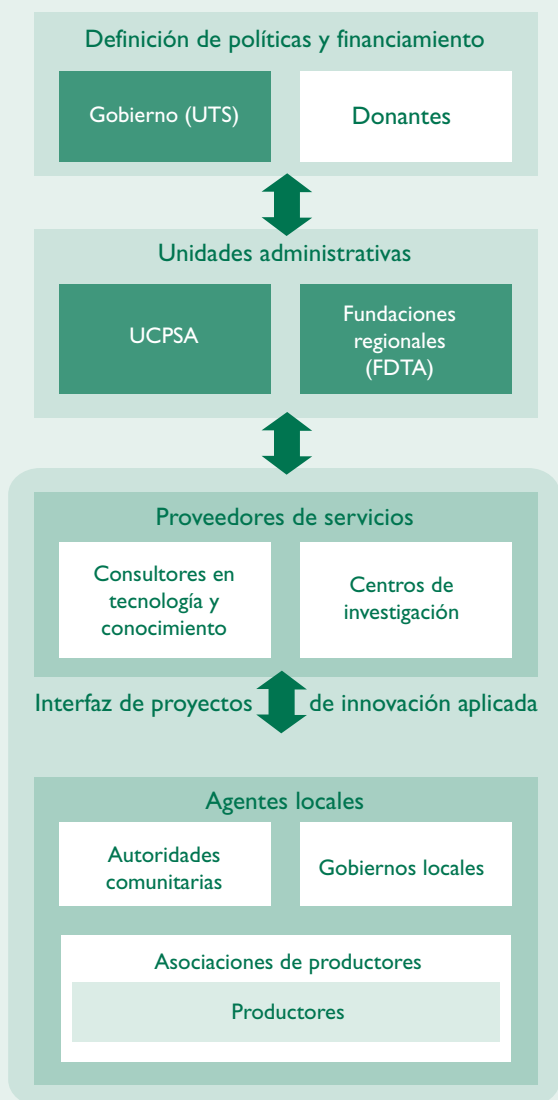 Definición de políticas y financiamiento
Gobierno (UTS)
Donantes
Unidades administrativas
UCPSA
Fundaciones
regionales
(FDTA)
Proveedores de servicios
Consultores en
tecnología y
conocimiento
Centros de
investigación
Interfaz de proyectos de innovación aplicada
Agentes locales
Autoridades
comunitarias
Gobiernos locales
Asociaciones de productores
Productores